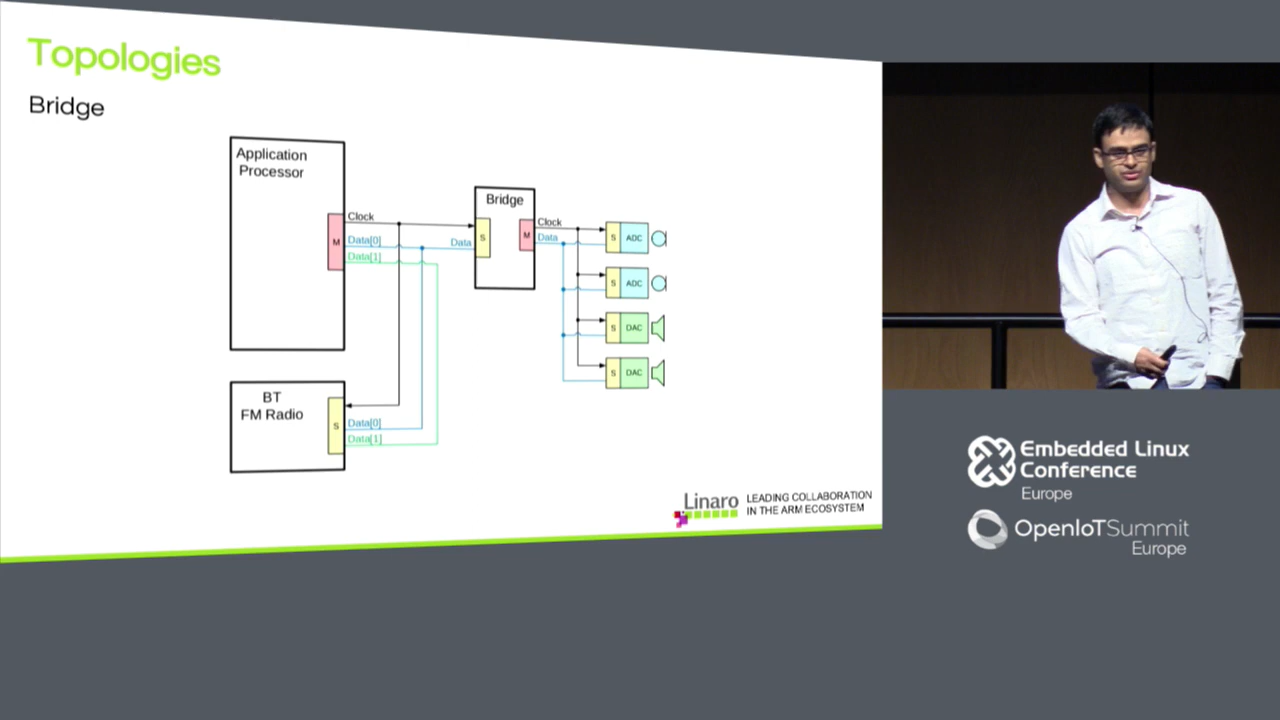 Topologies
Bridge
Application
Processor
M
Clock
Data[0]
Data[1]
Data
Bridge
S
M
Clock
Data
S ADC
S ADC
S DAC
S DAC
BT
FM Radio
S
Data[0]
Data[1]
Linaro
LEADING COLLABORATION
IN THE ARM ECOSYSTEM
Embedded Linux
Conference
Europe
OpenIoTSummit
Europe